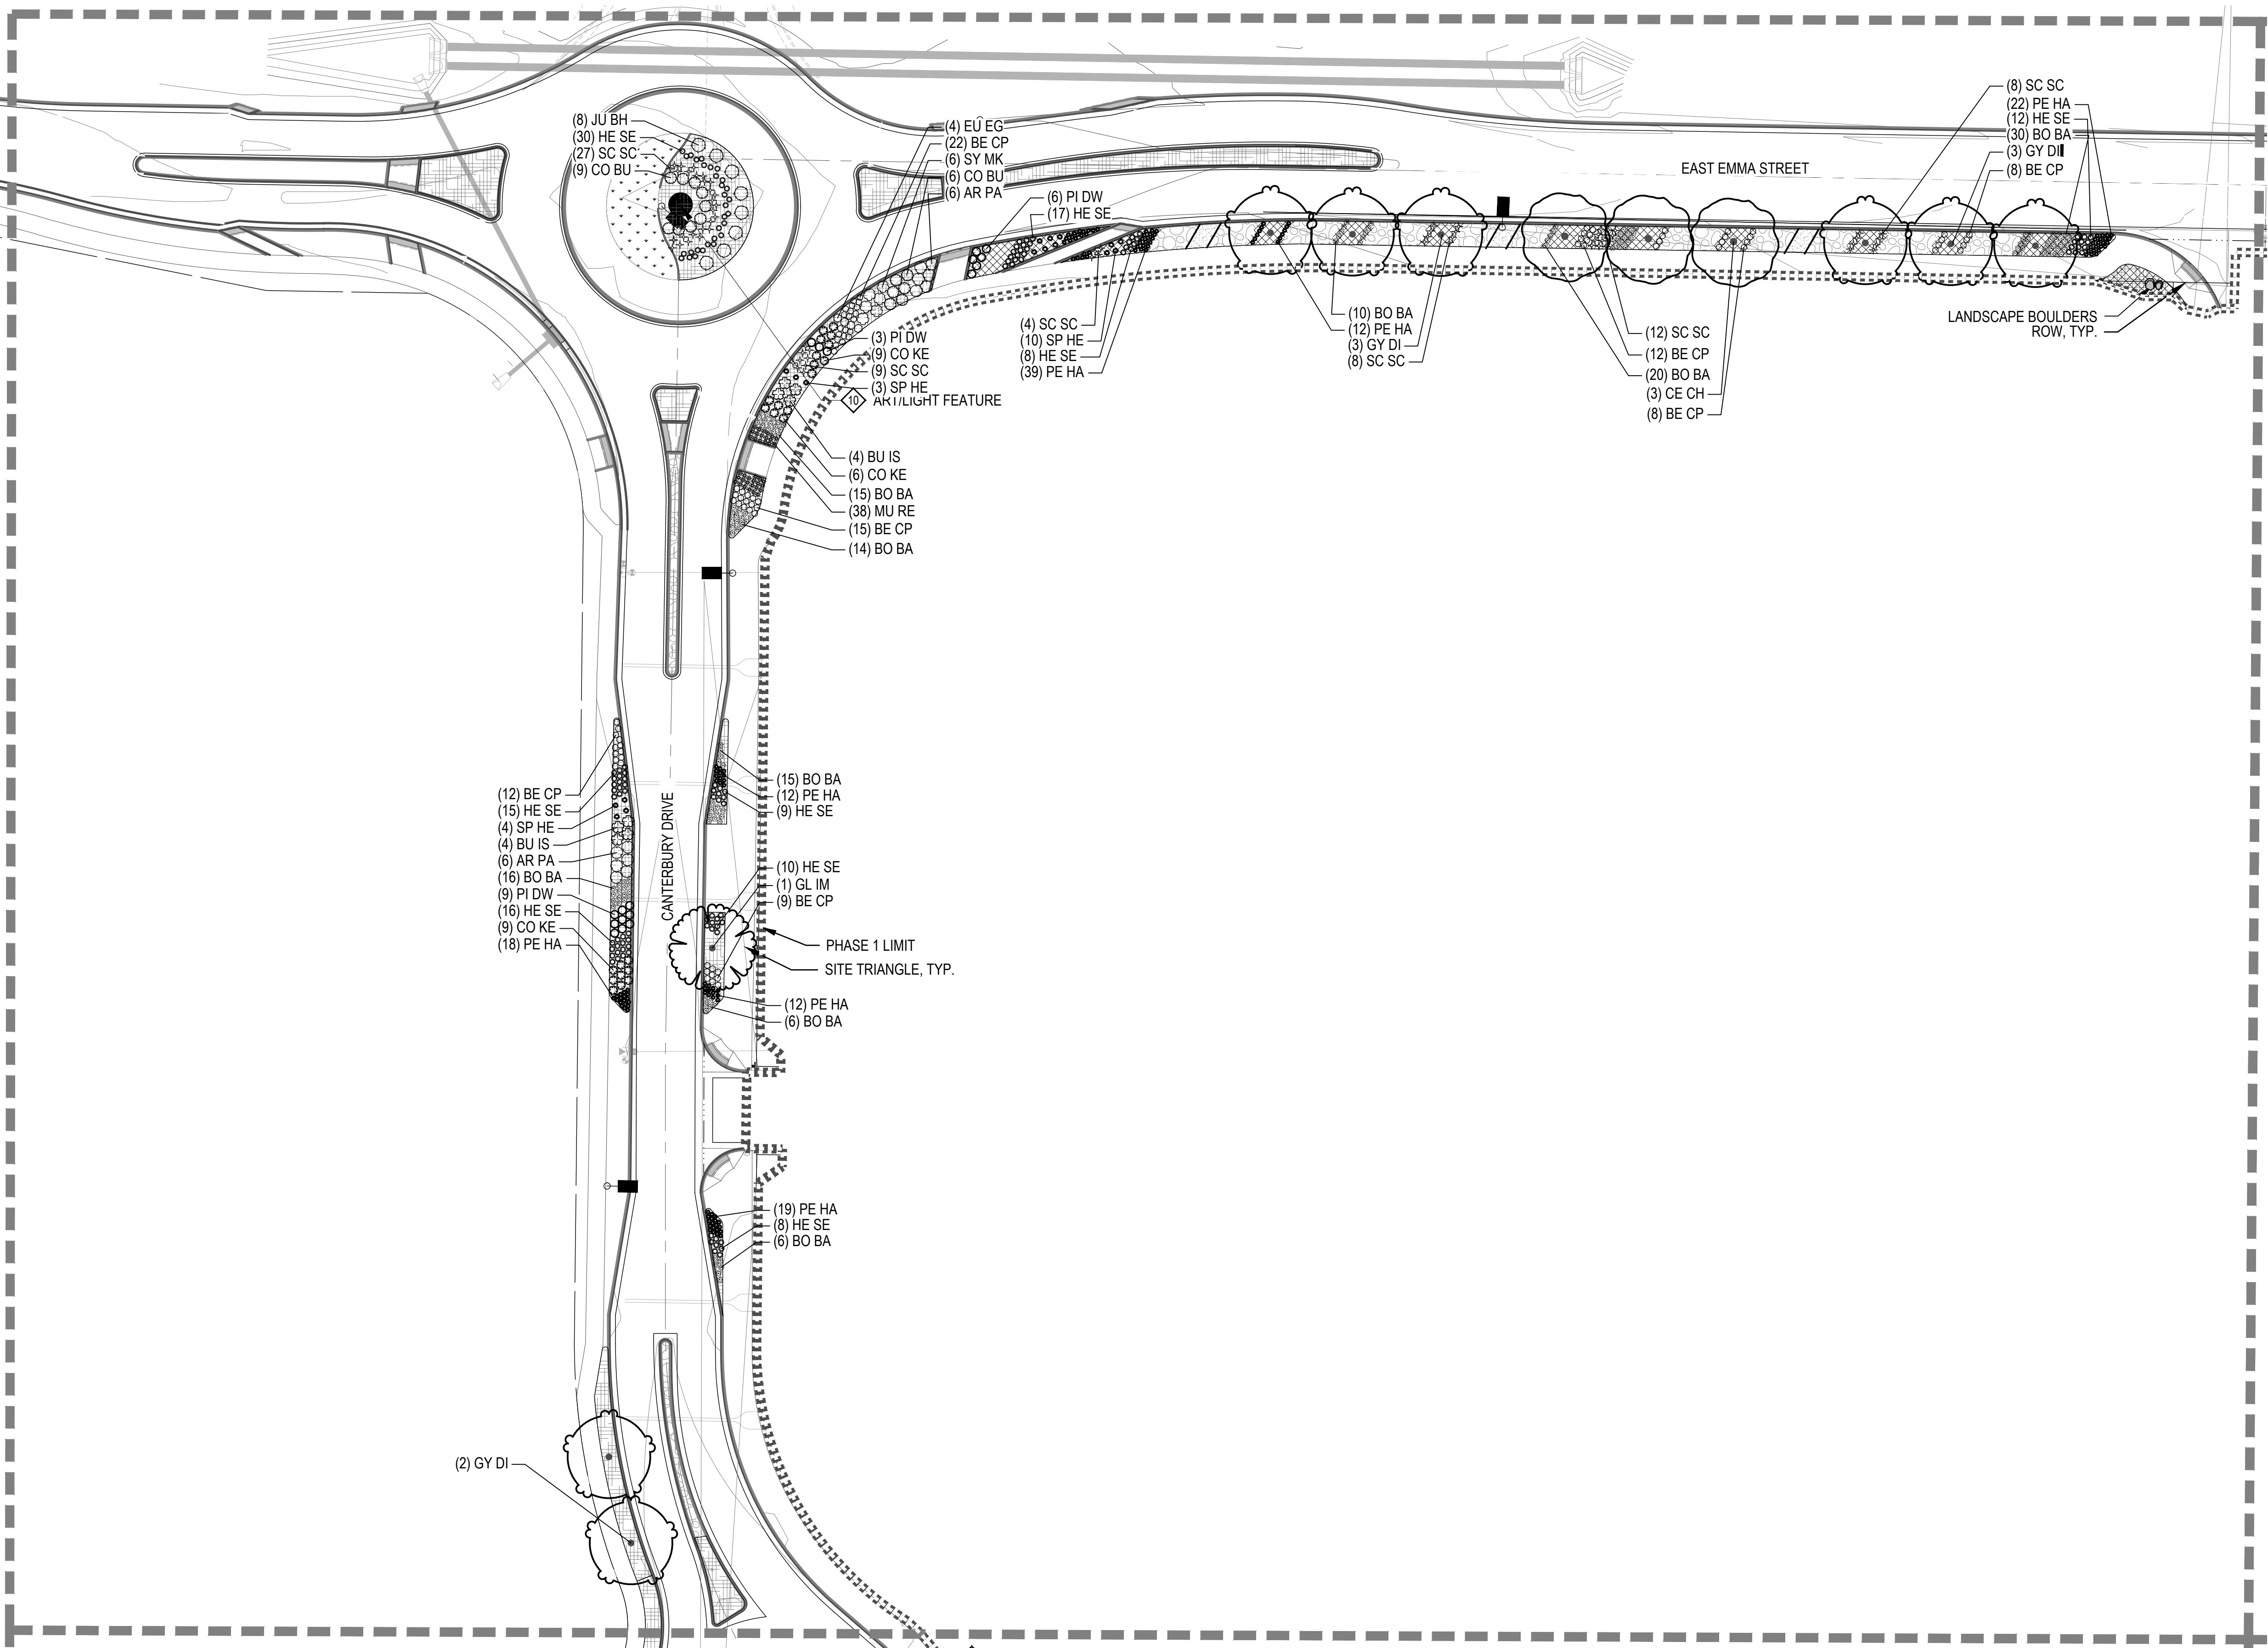 (8) JU BH
(30) HE SE
(27) SC SC
(9) CO BU
(4) EU EG
(22) BE CP
(6) SY MK
(6) CO BU
(6) AR PA
(6) PI DW
(17) HE SE
EAST EMMA STREET
(8) SC SC
(22) PE HA
(12) HE SE
(30) BO BA
(3) GY DI
(8) BE CP
LANDSCAPE BOULDERS
ROW, TYP.
(3) PI DW
(9) CO KE
(9) SC SC
(3) SP HE
10 ART/LIGHT FEATURE
(4) SC SC
(10) SP HE
(8) HE SE
(39) PE HA
(10) BO BA
(12) PE HA
(3) GY DI
(8) SC SC
(12) SC SC
(12) BE CP
(20) BO BA
(3) CE CH
(8) BE CP
(4) BU IS
(6) CO KE
(15) BO BA
(38) MU RE
(15) BE CP
(14) BO BA
CANTERBURY DRIVE
(12) BE CP
(15) HE SE
(4) SP HE
(4) BU IS
(6) AR PA
(16) BO BA
(9) PI DW
(16) HE SE
(9) CO KE
(18) PE HA
(15) BO BA
(12) PE HA
(9) HE SE
(10) HE SE
(1) GL IM
(9) BE CP
PHASE 1 LIMIT
SITE TRIANGLE, TYP.
(12) PE HA
(6) BO BA
(19) PE HA
(8) HE SE
(6) BO BA
(2) GY DI